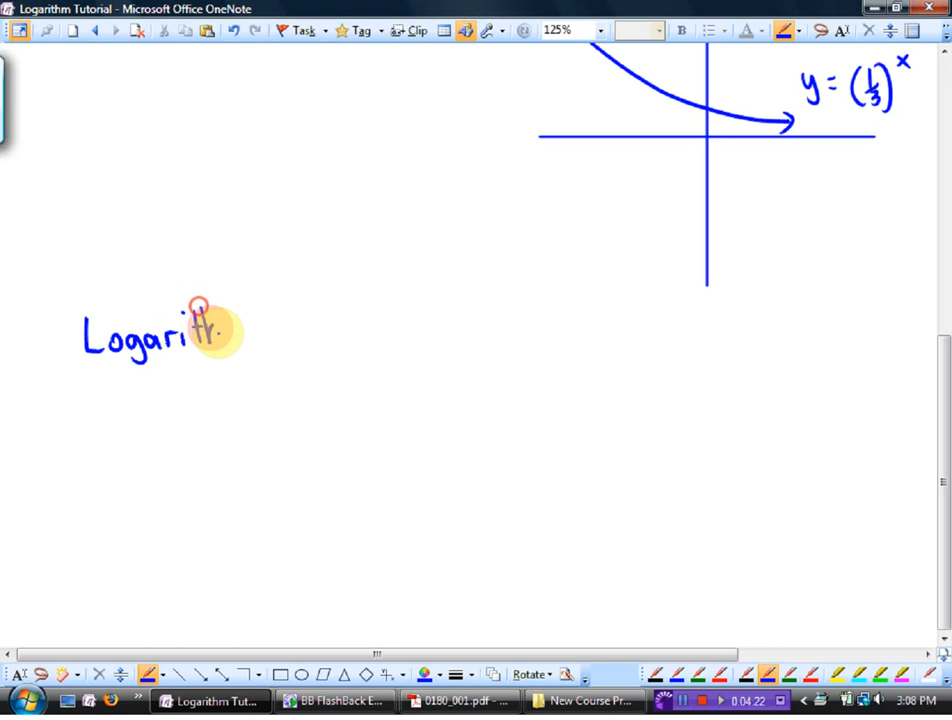 Logarithm Tutorial - Microsoft Office OneNote
Task Tag Clip 125% B A A
y = (1/3)^x
Logarith
Rotate
Logarithm Tut... BB FlashBack E... 0180_001.pdf - ... New Course Pr... 0:04:22 3:08 PM